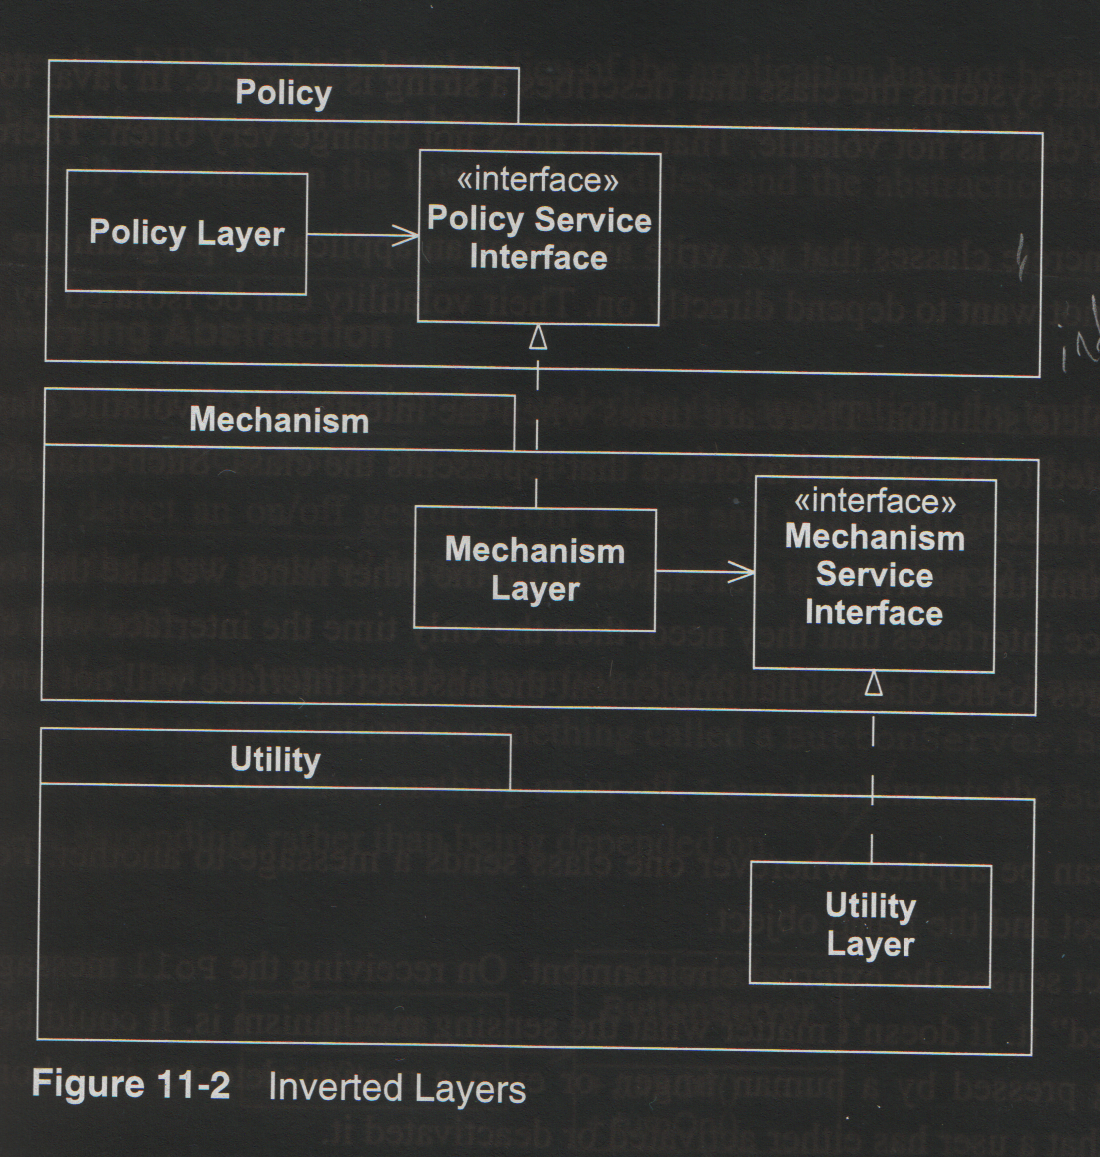 Policy
Policy Layer
«interface»
Policy Service
Interface
Mechanism
Mechanism
Layer
«interface»
Mechanism
Service
Interface
Utility
Utility
Layer
Figure 11-2 Inverted Layers